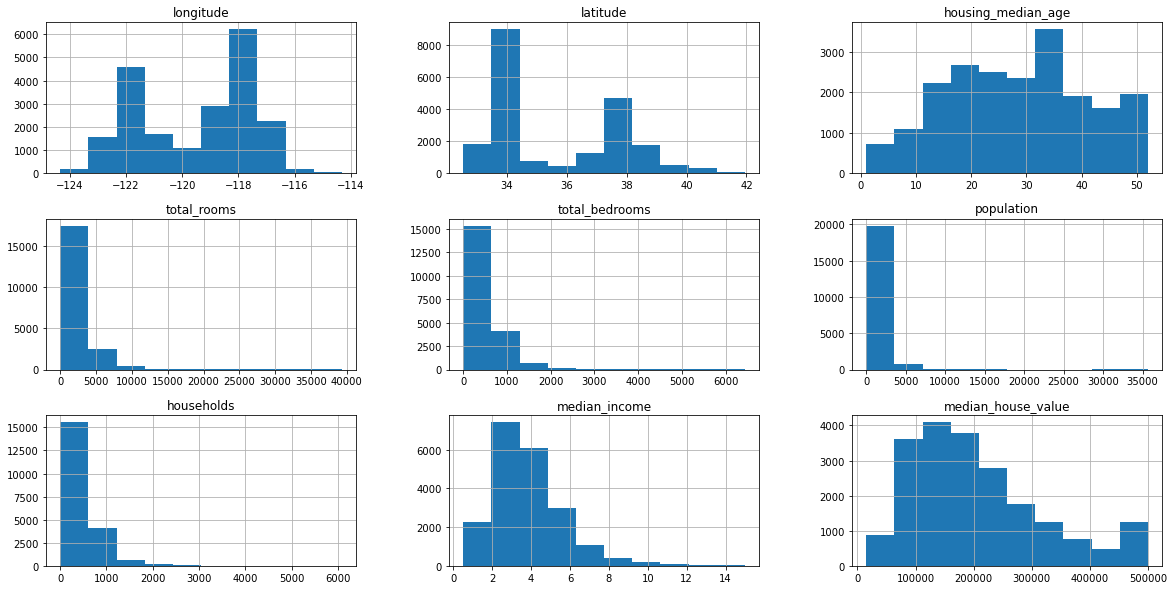 longitude
6000
5000
4000
3000
2000
1000
0
−124 −122 −120 −118 −116 −114
latitude
8000
6000
4000
2000
0
34 36 38 40 42
housing_median_age
3000
2000
1000
0
0 10 20 30 40 50
total_rooms
15000
10000
5000
0
0 5000 10000 15000 20000 25000 30000 35000 40000
total_bedrooms
15000
12500
10000
7500
5000
2500
0
0 1000 2000 3000 4000 5000 6000
population
20000
15000
10000
5000
0
0 5000 10000 15000 20000 25000 30000 35000
households
15000
12500
10000
7500
5000
2500
0
0 1000 2000 3000 4000 5000 6000
median_income
6000
4000
2000
0
0 2 4 6 8 10 12 14
median_house_value
4000
3000
2000
1000
0
0 100000 200000 300000 400000 500000